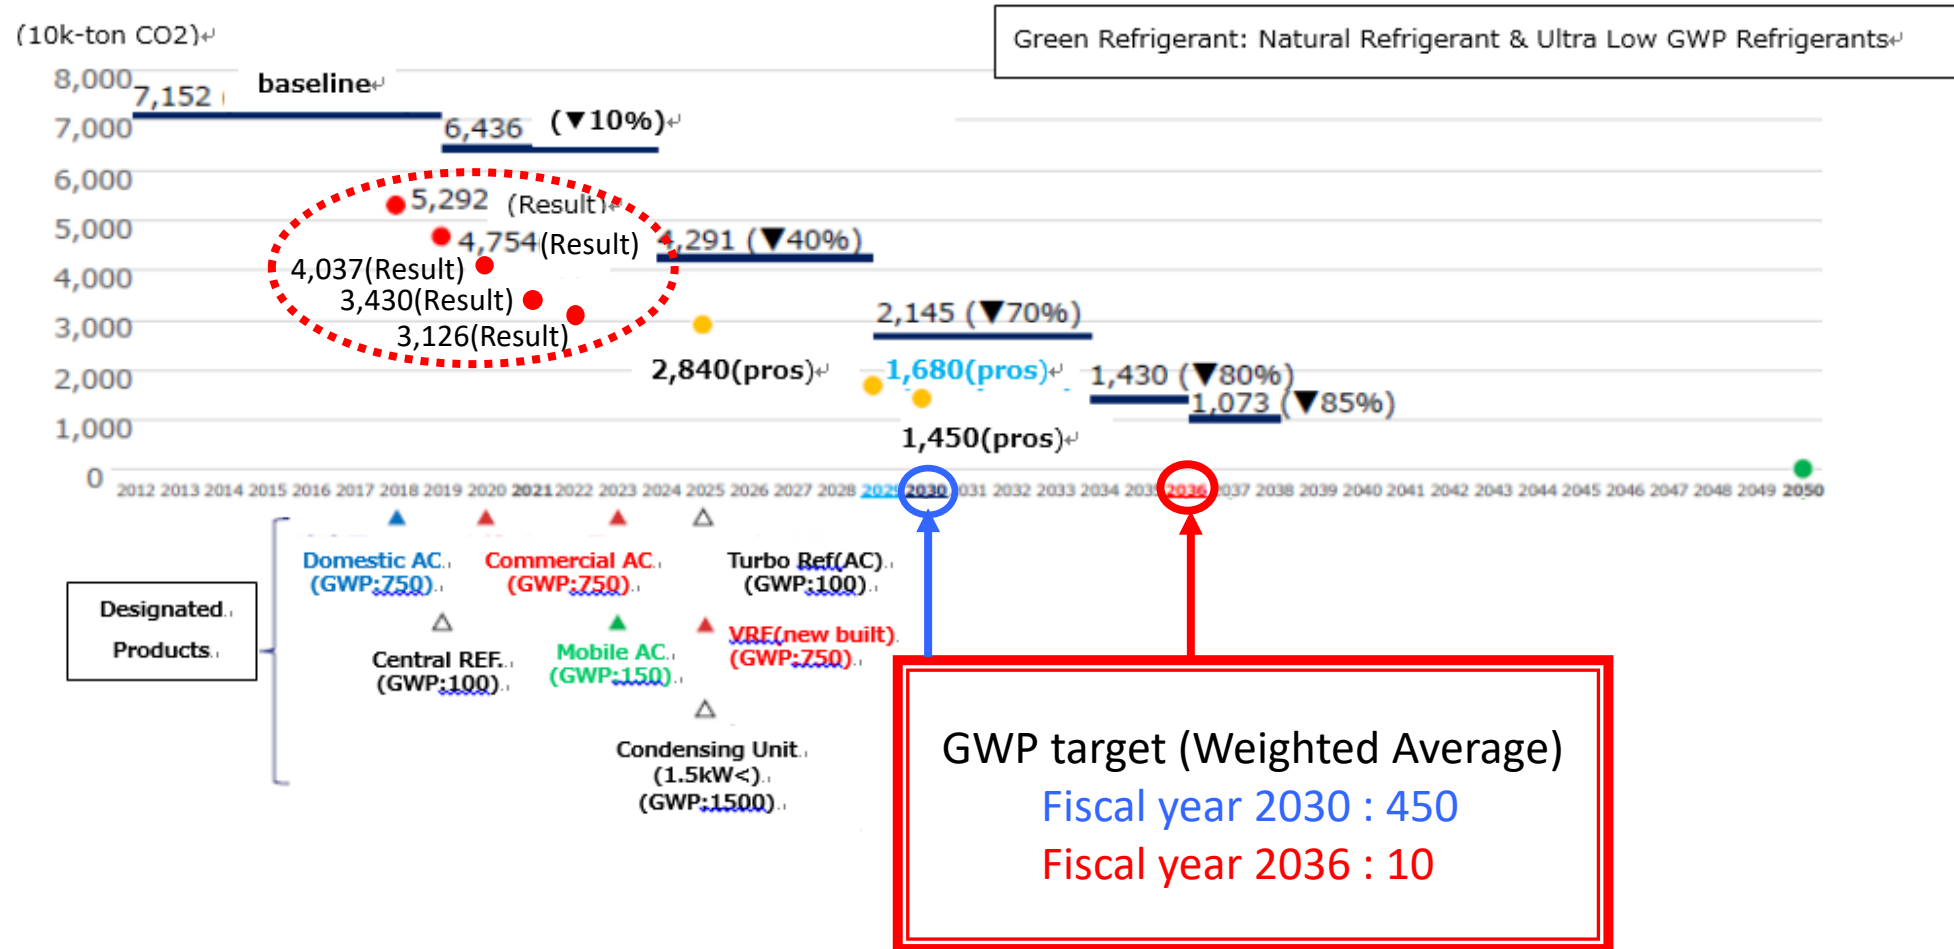 (10k-ton CO2)
Green Refrigerant: Natural Refrigerant & Ultra Low GWP Refrigerants
8,000
7,152
baseline
7,000
6,436 (▼10%)
6,000
5,292 (Result)
5,000
4,754(Result)
4,291 (▼40%)
4,000
4,037(Result)
3,430(Result)
3,000
3,126(Result)
2,145 (▼70%)
2,840(pros)
2,000
1,680(pros)
1,430 (▼80%)
1,073 (▼85%)
1,000
1,450(pros)
0
2012 2013 2014 2015 2016 2017 2018 2019 2020 2021 2022 2023 2024 2025 2026 2027 2028 2029 2030 2031 2032 2033 2034 2035 2036 2037 2038 2039 2040 2041 2042 2043 2044 2045 2046 2047 2048 2049 2050
Designated
Products
Domestic AC
(GWP:750)
Commercial AC
(GWP:750)
Turbo Ref(AC)
(GWP:100)
Central REF.
(GWP:100)
Mobile AC
(GWP:150)
VRF(new built)
(GWP:750)
Condensing Unit
(1.5kW<)
(GWP:1500)
GWP target (Weighted Average)
Fiscal year 2030 : 450
Fiscal year 2036 : 10